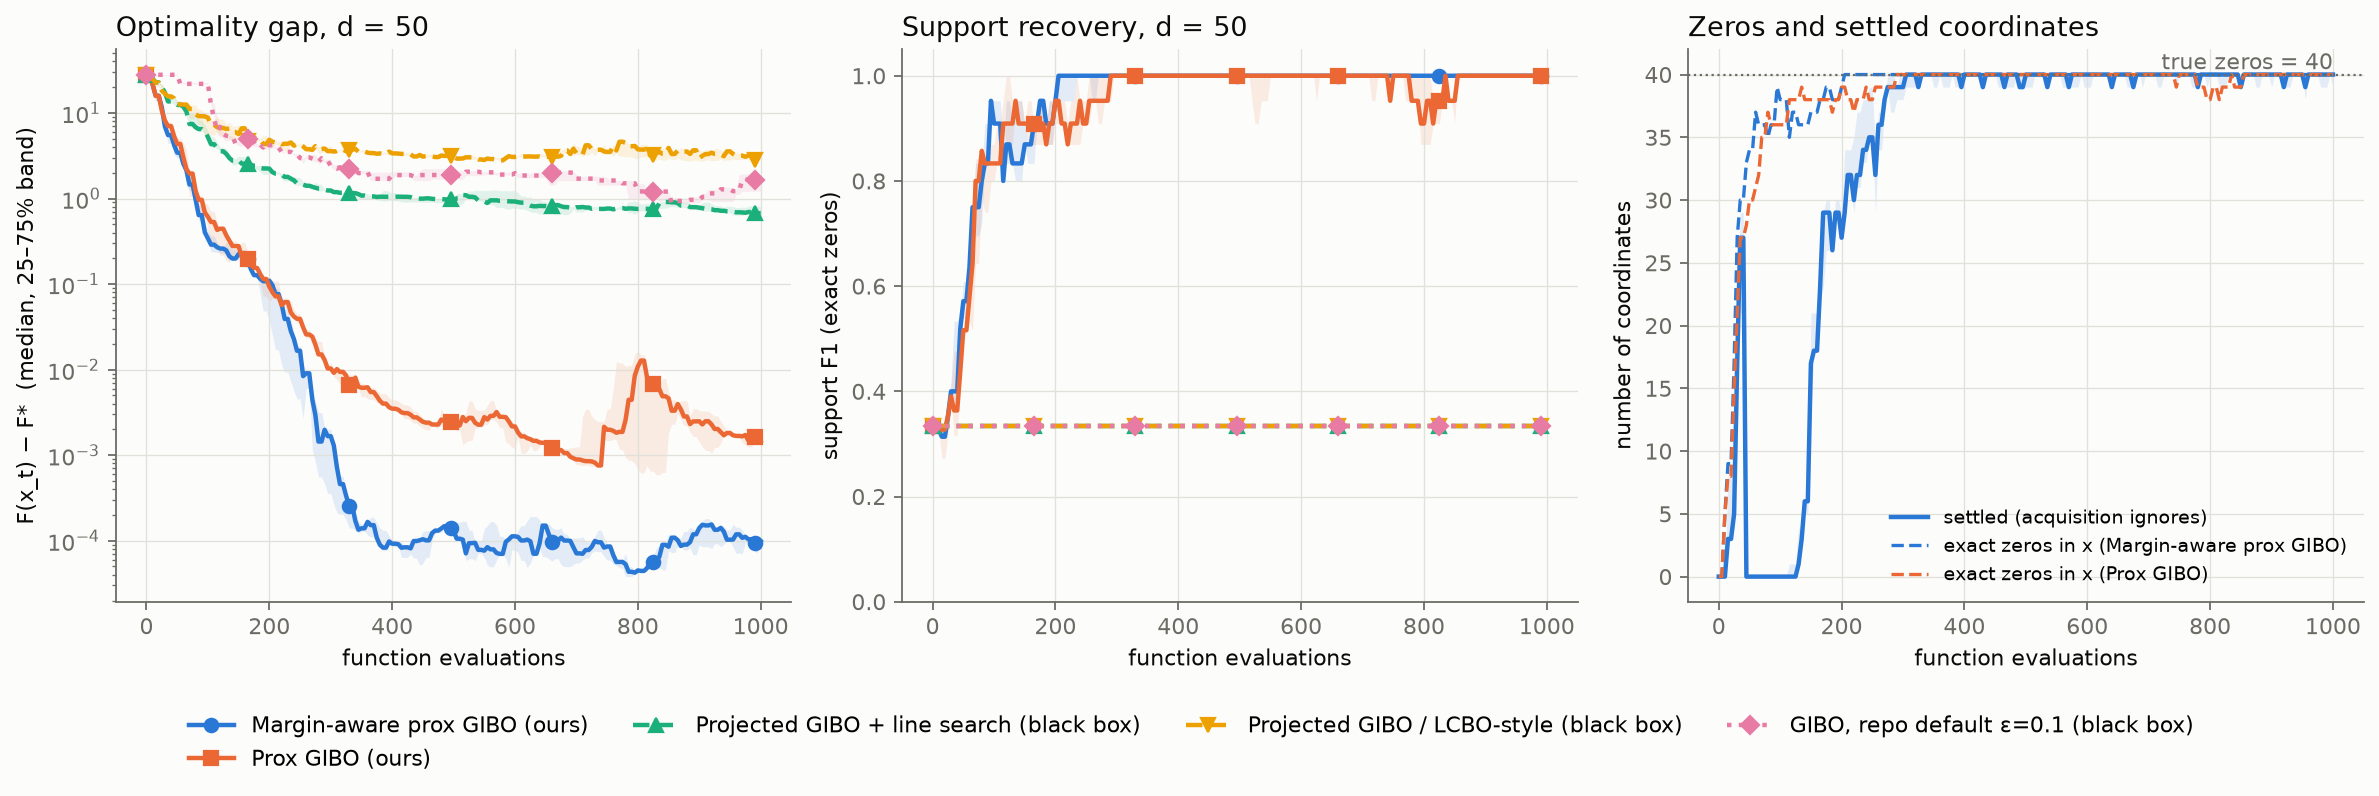 Optimality gap, d = 50
F(x_t) − F* (median, 25–75% band)
10¹
10⁰
10⁻¹
10⁻²
10⁻³
10⁻⁴
0 200 400 600 800 1000
function evaluations
Support recovery, d = 50
support F1 (exact zeros)
1.0
0.8
0.6
0.4
0.2
0.0
0 200 400 600 800 1000
function evaluations
Zeros and settled coordinates
number of coordinates
true zeros = 40
40
35
30
25
20
15
10
5
0
settled (acquisition ignores)
exact zeros in x (Margin-aware prox GIBO)
exact zeros in x (Prox GIBO)
0 200 400 600 800 1000
function evaluations
Margin-aware prox GIBO (ours)
Projected GIBO + line search (black box)
Projected GIBO / LCBO-style (black box)
GIBO, repo default ε=0.1 (black box)
Prox GIBO (ours)